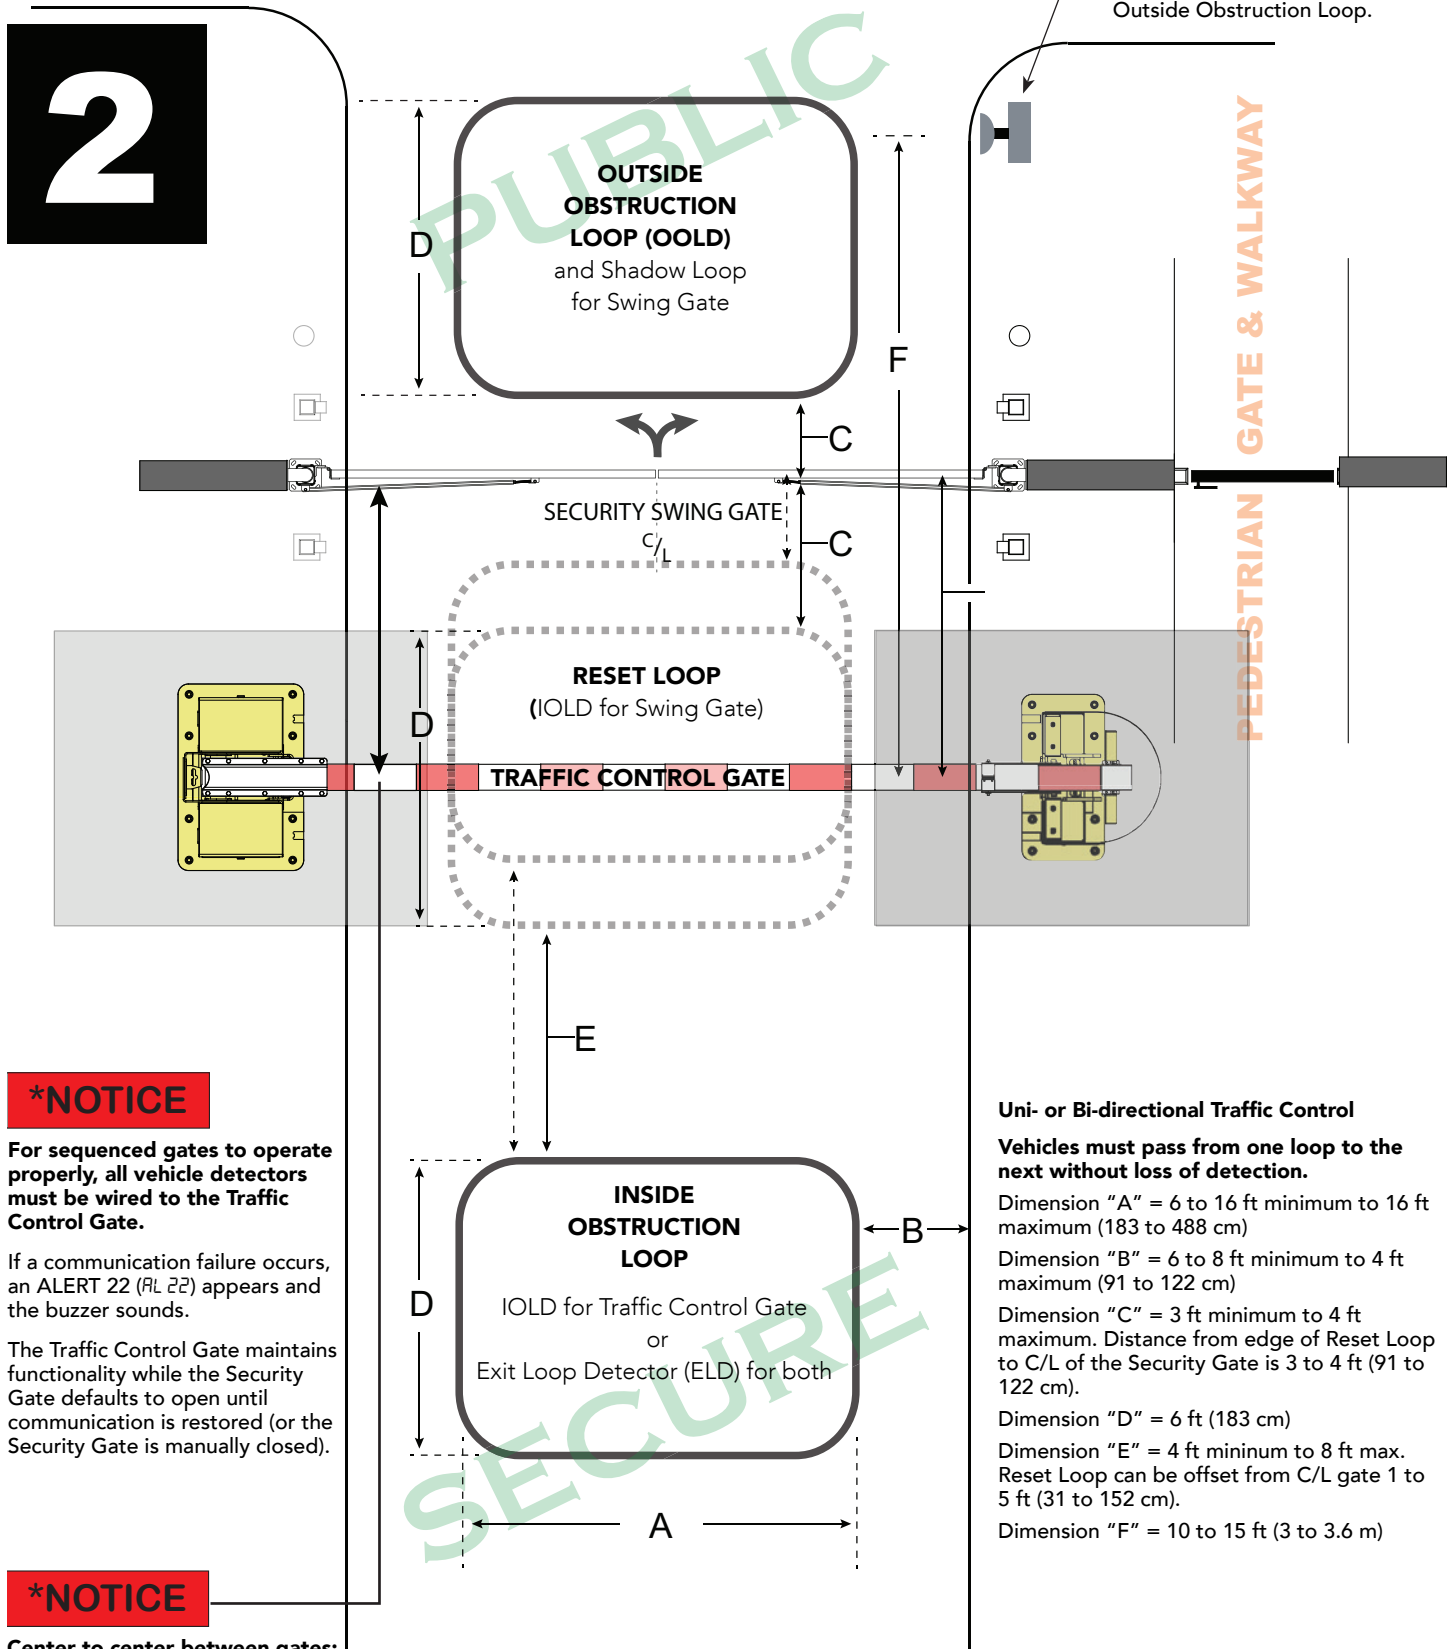 Outside Obstruction Loop.
2
PUBLIC
OUTSIDE
OBSTRUCTION
LOOP (OOLD)
and Shadow Loop
for Swing Gate
D
F
C
PEDESTRIAN GATE & WALKWAY
SECURITY SWING GATE
C/L
C
RESET LOOP
(IOLD for Swing Gate)
D
TRAFFIC CONTROL GATE
E
*NOTICE
For sequenced gates to operate
properly, all vehicle detectors
must be wired to the Traffic
Control Gate.
If a communication failure occurs,
an ALERT 22 (AL 22) appears and
the buzzer sounds.
The Traffic Control Gate maintains
functionality while the Security
Gate defaults to open until
communication is restored (or the
Security Gate is manually closed).
INSIDE
OBSTRUCTION
LOOP
IOLD for Traffic Control Gate
or
Exit Loop Detector (ELD) for both
D
B
A
SECURE
Uni- or Bi-directional Traffic Control
Vehicles must pass from one loop to the
next without loss of detection.
Dimension “A” = 6 to 16 ft minimum to 16 ft
maximum (183 to 488 cm)
Dimension “B” = 6 to 8 ft minimum to 4 ft
maximum (91 to 122 cm)
Dimension “C” = 3 ft minimum to 4 ft
maximum. Distance from edge of Reset Loop
to C/L of the Security Gate is 3 to 4 ft (91 to
122 cm).
Dimension “D” = 6 ft (183 cm)
Dimension “E” = 4 ft mininum to 8 ft max.
Reset Loop can be offset from C/L gate 1 to
5 ft (31 to 152 cm).
Dimension “F” = 10 to 15 ft (3 to 3.6 m)
*NOTICE
Center to center between gates: